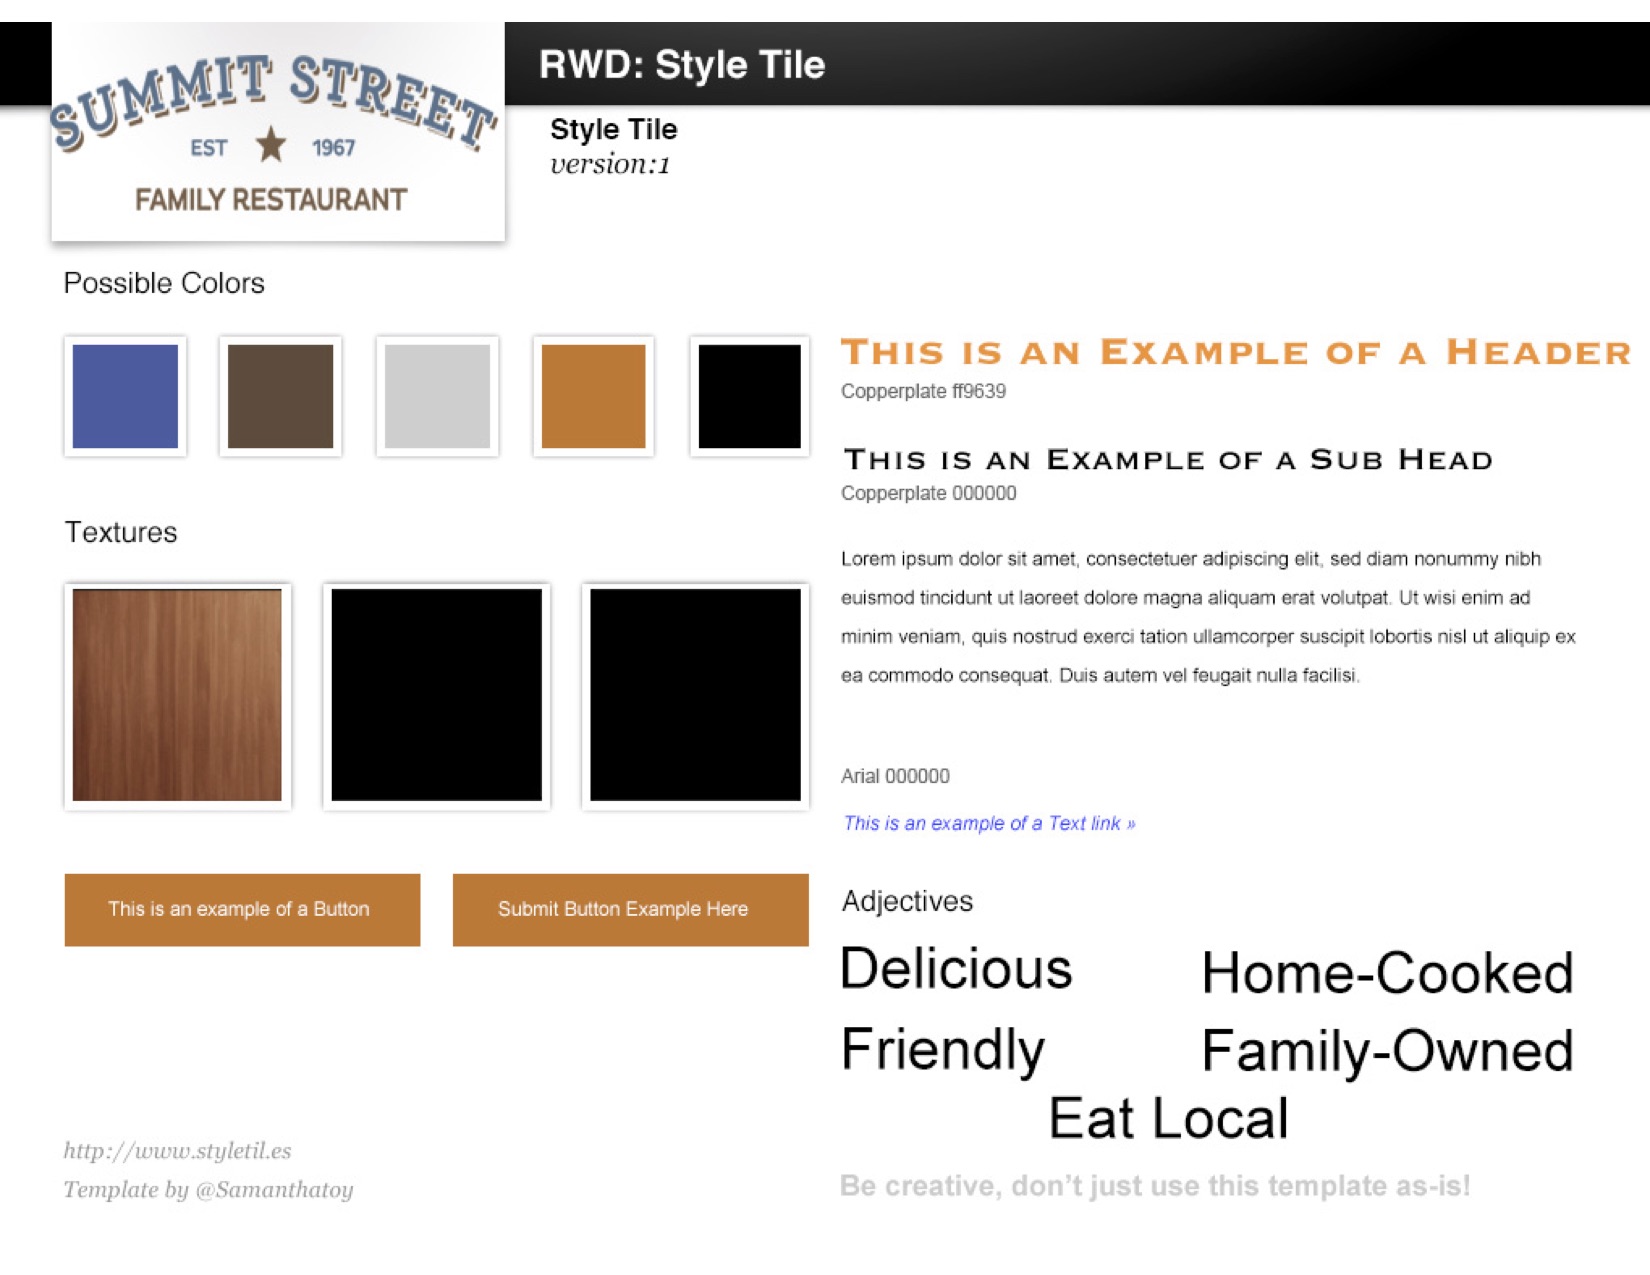 SUMMIT STREET
EST 1967
FAMILY RESTAURANT
RWD: Style Tile
Style Tile
version:1
Possible Colors
Textures
This is an example of a Button
Submit Button Example Here
http://www.styletil.es
Template by @Samanthatoy
This is an Example of a Header
Copperplate ff9639
This is an Example of a Sub Head
Copperplate 000000
Lorem ipsum dolor sit amet, consectetuer adipiscing elit, sed diam nonummy nibh
euismod tincidunt ut laoreet dolore magna aliquam erat volutpat. Ut wisi enim ad
minim veniam, quis nostrud exerci tation ullamcorper suscipit lobortis nisl ut aliquip ex
ea commodo consequat. Duis autem vel feugait nulla facilisi.
Arial 000000
This is an example of a Text link »
Adjectives
Delicious Home-Cooked
Friendly Family-Owned
Eat Local
Be creative, don't just use this template as-is!